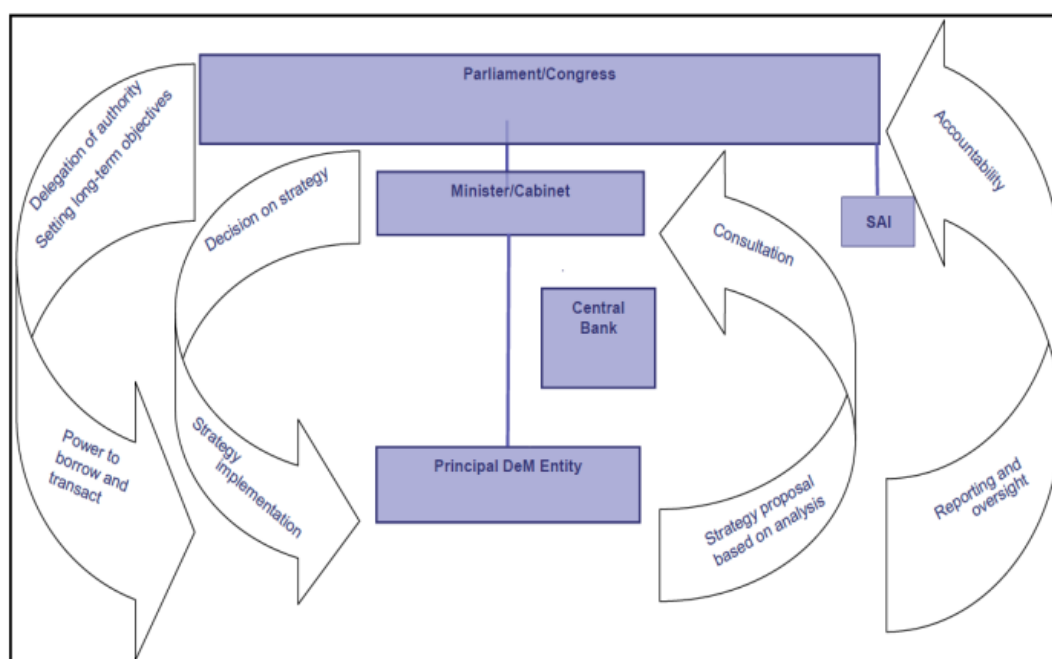 Parliament/Congress
Delegation of authority
Setting long-term objectives
Accountability
Minister/Cabinet
Decision on strategy
SAI
Consultation
Central
Bank
Power to
borrow and
transact
Strategy
implementation
Principal DeM Entity
Strategy proposal
based on analysis
Reporting and
oversight